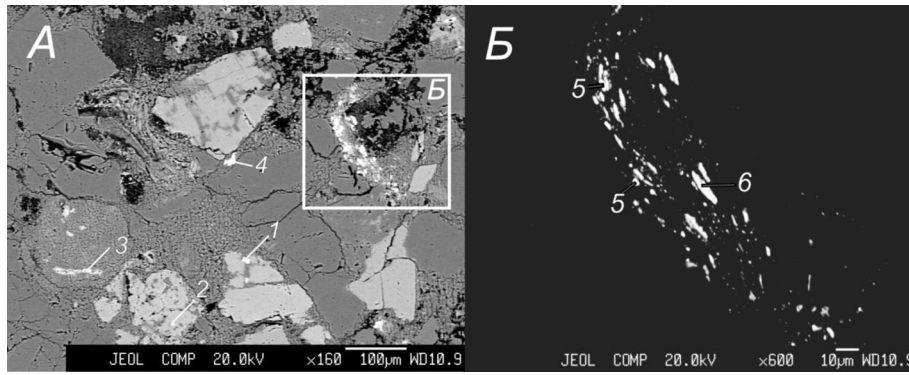 А
Б
4
1
3
2
JEOL COMP 20.0kV ×160 100µm WD10.9
Б
5
5
6
JEOL COMP 20.0kV ×600 10µm WD10.9